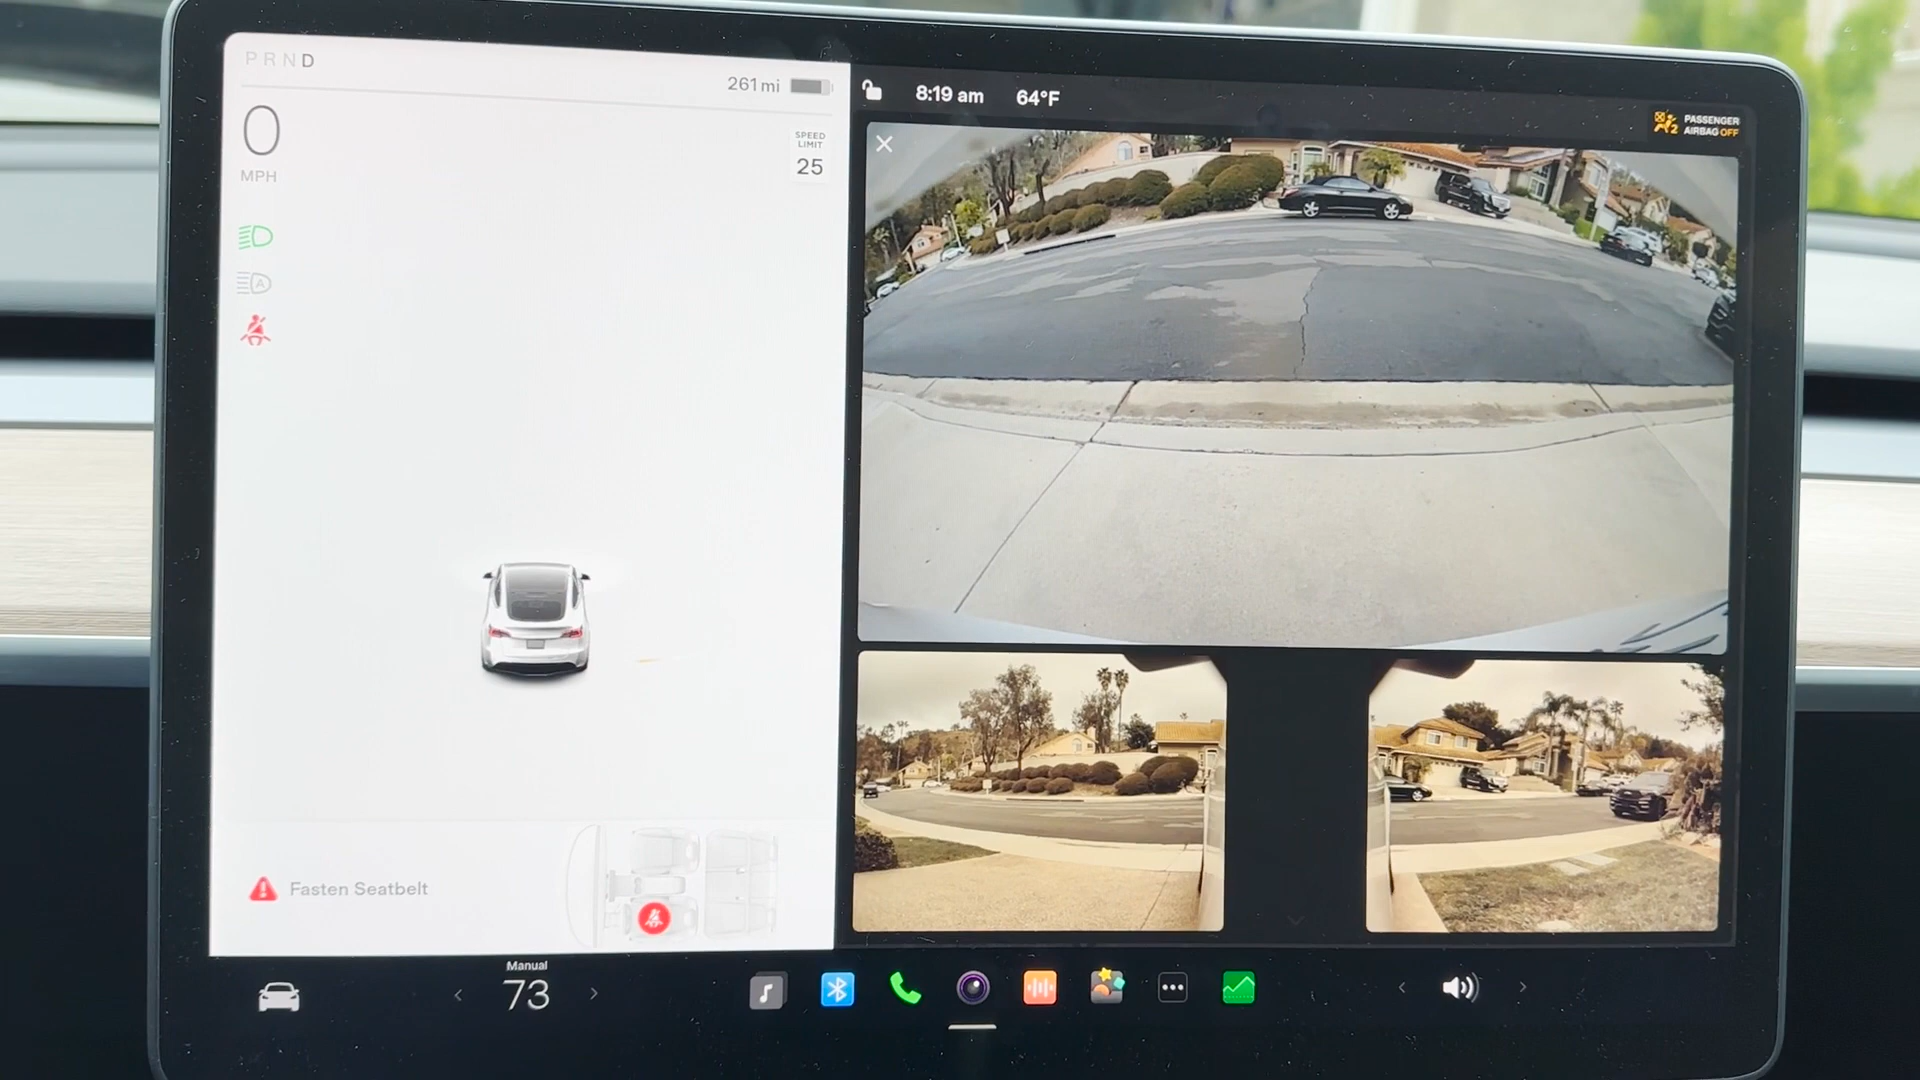 PRND
261 mi
0
MPH
SPEED
LIMIT
25
A
Fasten Seatbelt
8:19 am 64°F
2 PASSENGER
AIRBAG OFF
Manual
73